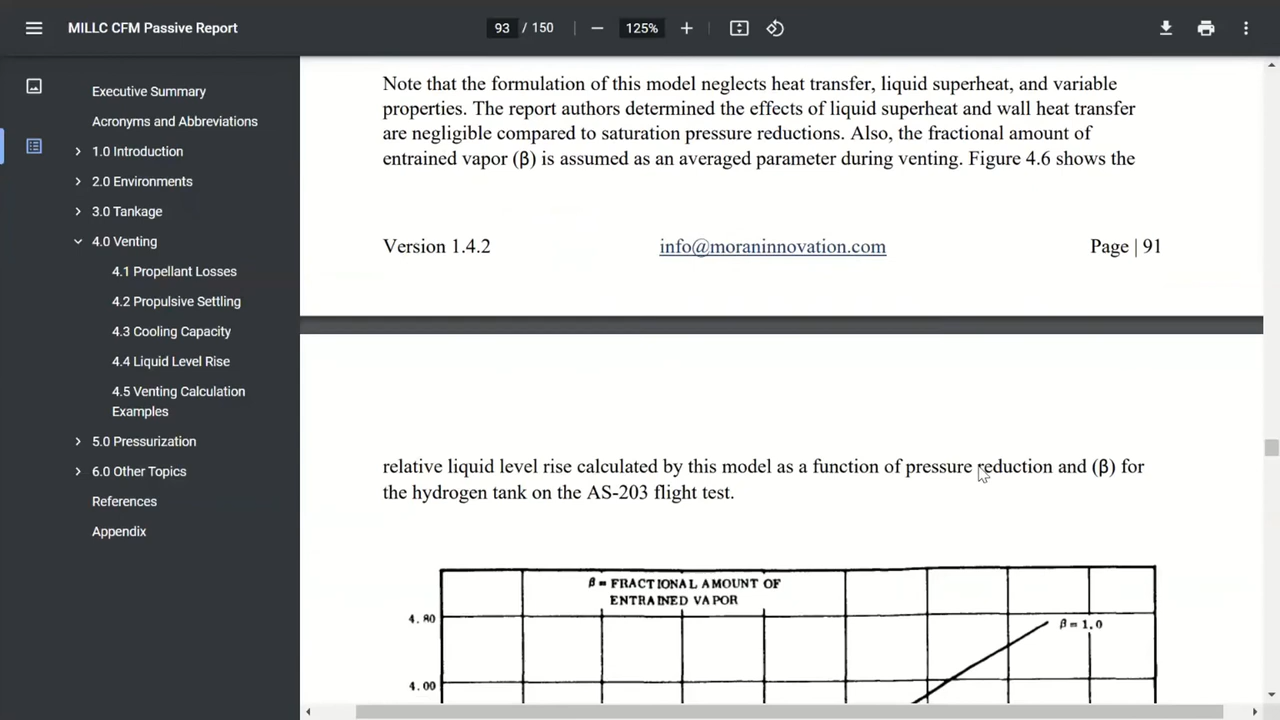 MILLC CFM Passive Report
93 / 150
125%
Executive Summary
Acronyms and Abbreviations
1.0 Introduction
2.0 Environments
3.0 Tankage
4.0 Venting
4.1 Propellant Losses
4.2 Propulsive Settling
4.3 Cooling Capacity
4.4 Liquid Level Rise
4.5 Venting Calculation
Examples
5.0 Pressurization
6.0 Other Topics
References
Appendix
Note that the formulation of this model neglects heat transfer, liquid superheat, and variable
properties. The report authors determined the effects of liquid superheat and wall heat transfer
are negligible compared to saturation pressure reductions. Also, the fractional amount of
entrained vapor (β) is assumed as an averaged parameter during venting. Figure 4.6 shows the
Version 1.4.2 info@moraninnovation.com Page | 91
relative liquid level rise calculated by this model as a function of pressure reduction and (β) for
the hydrogen tank on the AS-203 flight test.
β = FRACTIONAL AMOUNT OF
ENTRAINED VAPOR
4.80
β = 1.0
4.00